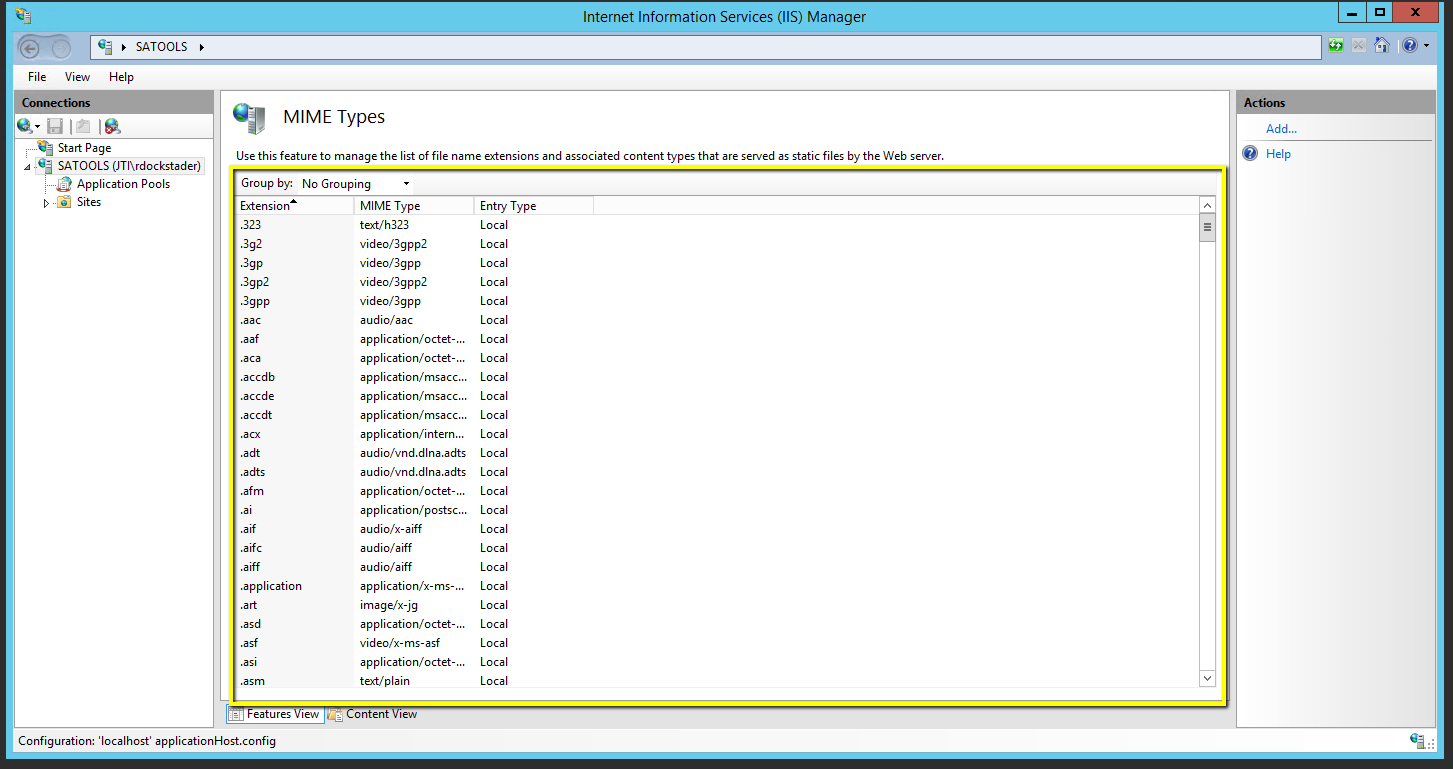 Internet Information Services (IIS) Manager
SATOOLS
File View Help
Connections
Start Page
SATOOLS (JTI\rdockstader)
Application Pools
Sites
MIME Types
Use this feature to manage the list of file name extensions and associated content types that are served as static files by the Web server.
Group by: No Grouping
Extension MIME Type Entry Type
.323 text/h323 Local
.3g2 video/3gpp2 Local
.3gp video/3gpp Local
.3gp2 video/3gpp2 Local
.3gpp video/3gpp Local
.aac audio/aac Local
.aaf application/octet-... Local
.aca application/octet-... Local
.accdb application/msacc... Local
.accde application/msacc... Local
.accdt application/msacc... Local
.acx application/intern... Local
.adt audio/vnd.dlna.adts Local
.adts audio/vnd.dlna.adts Local
.afm application/octet-... Local
.ai application/postsc... Local
.aif audio/x-aiff Local
.aifc audio/aiff Local
.aiff audio/aiff Local
.application application/x-ms-... Local
.art image/x-jg Local
.asd application/octet-... Local
.asf video/x-ms-asf Local
.asi application/octet-... Local
.asm text/plain Local
Features View Content View
Actions
Add...
Help
Configuration: 'localhost' applicationHost.config